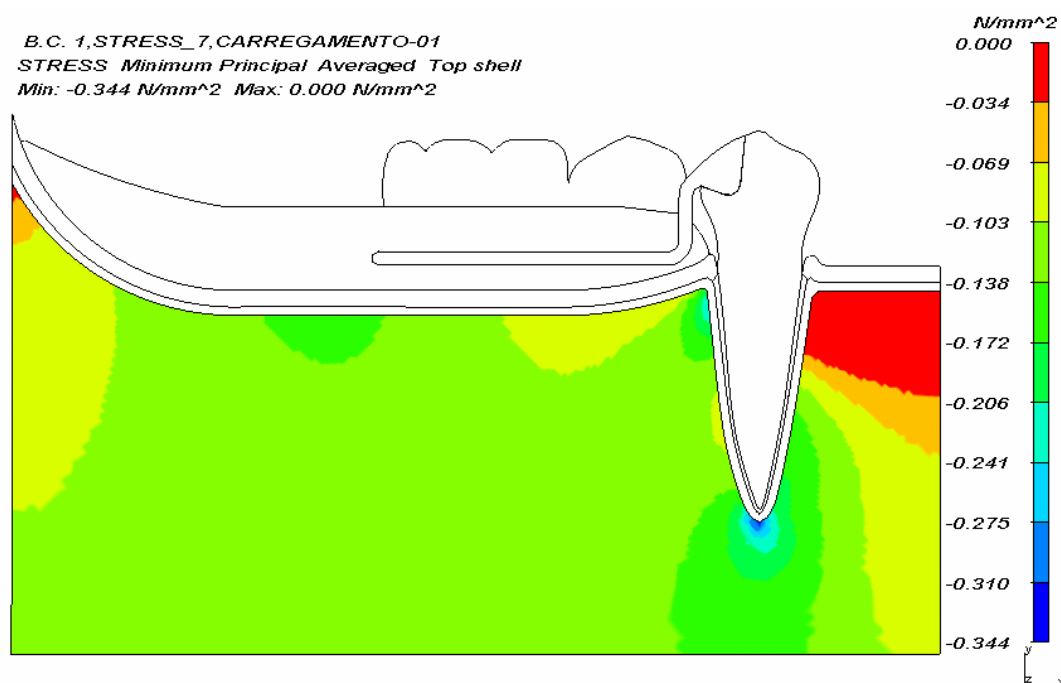 B.C. 1,STRESS_7,CARREGAMENTO-01
STRESS Minimum Principal Averaged Top shell
Min: -0.344 N/mm^2 Max: 0.000 N/mm^2
N/mm^2
0.000
-0.034
-0.069
-0.103
-0.138
-0.172
-0.206
-0.241
-0.275
-0.310
-0.344
y
z